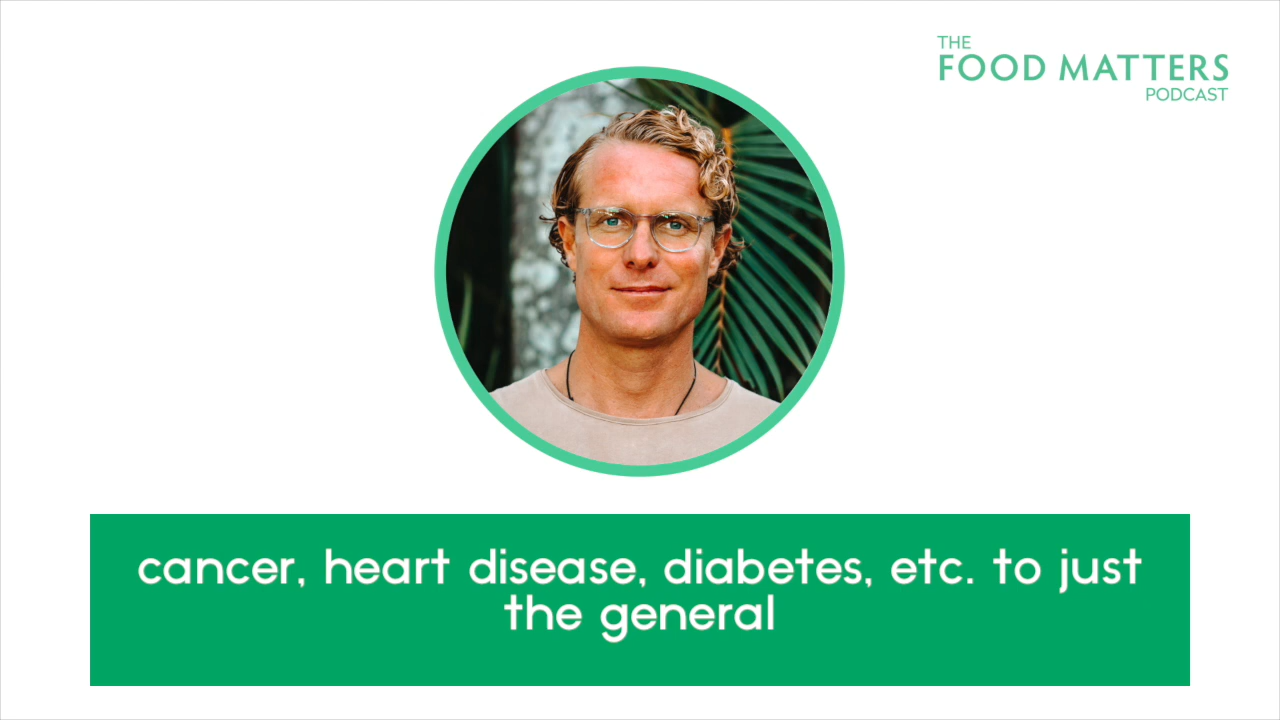 THE
FOOD MATTERS
PODCAST
cancer, heart disease, diabetes, etc. to just
the general